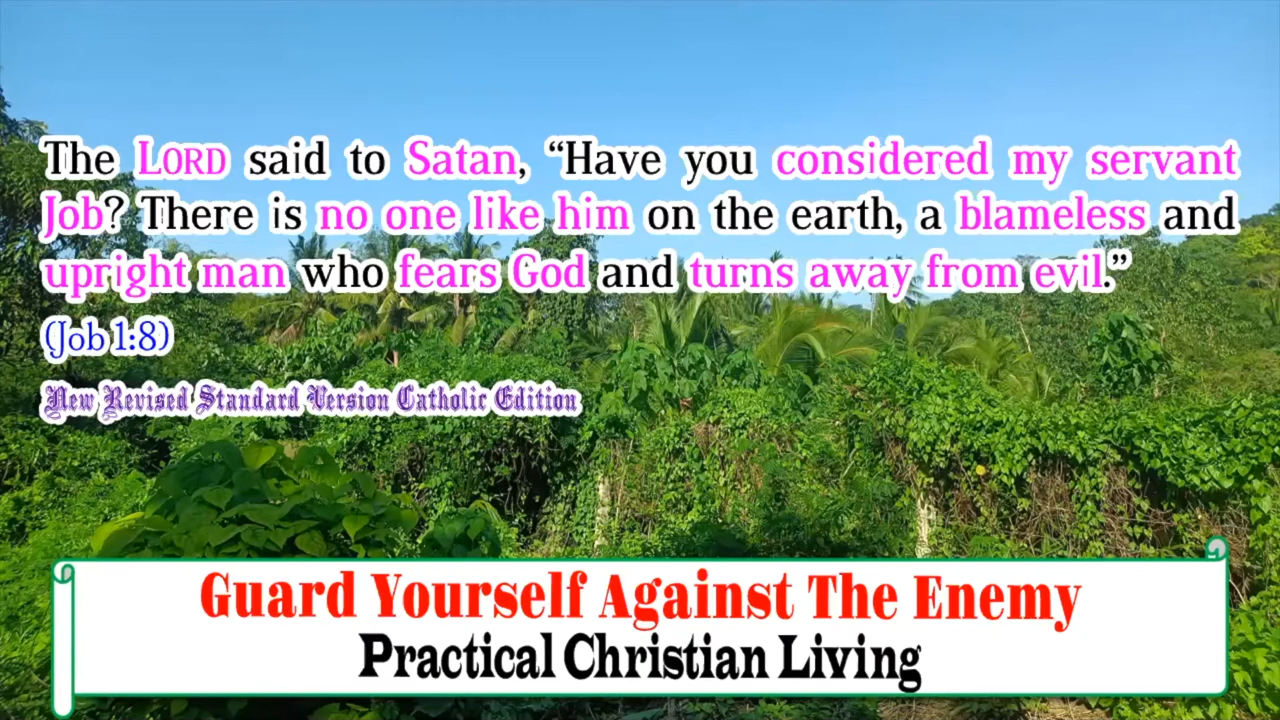 The LORD said to Satan, “Have you considered my servant
Job? There is no one like him on the earth, a blameless and
upright man who fears God and turns away from evil.”
(Job 1:8)
New Revised Standard Version Catholic Edition
Guard Yourself Against The Enemy
Practical Christian Living